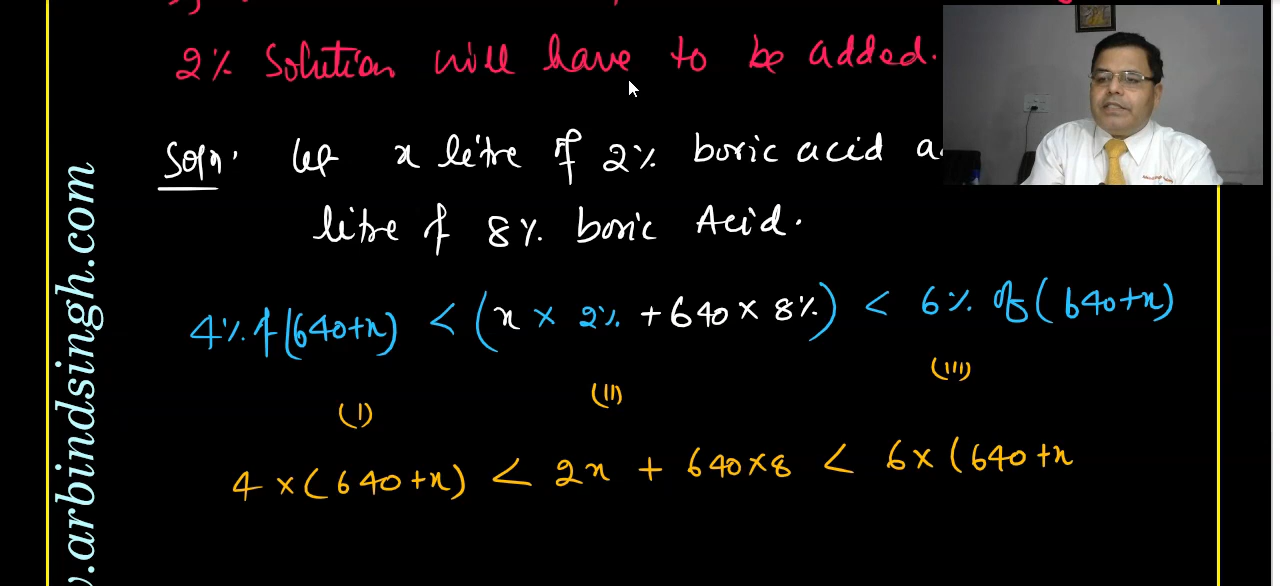 2% Solution will have to be added.
Soln. let x litre of 2% boric acid
litre of 8% boric Acid.
4% of (640+x) < (x × 2% + 640 × 8%) < 6% of (640+x)
(I) (II) (III)
4 × (640+x) < 2x + 640×8 < 6×(640+x
.arbindsingh.com